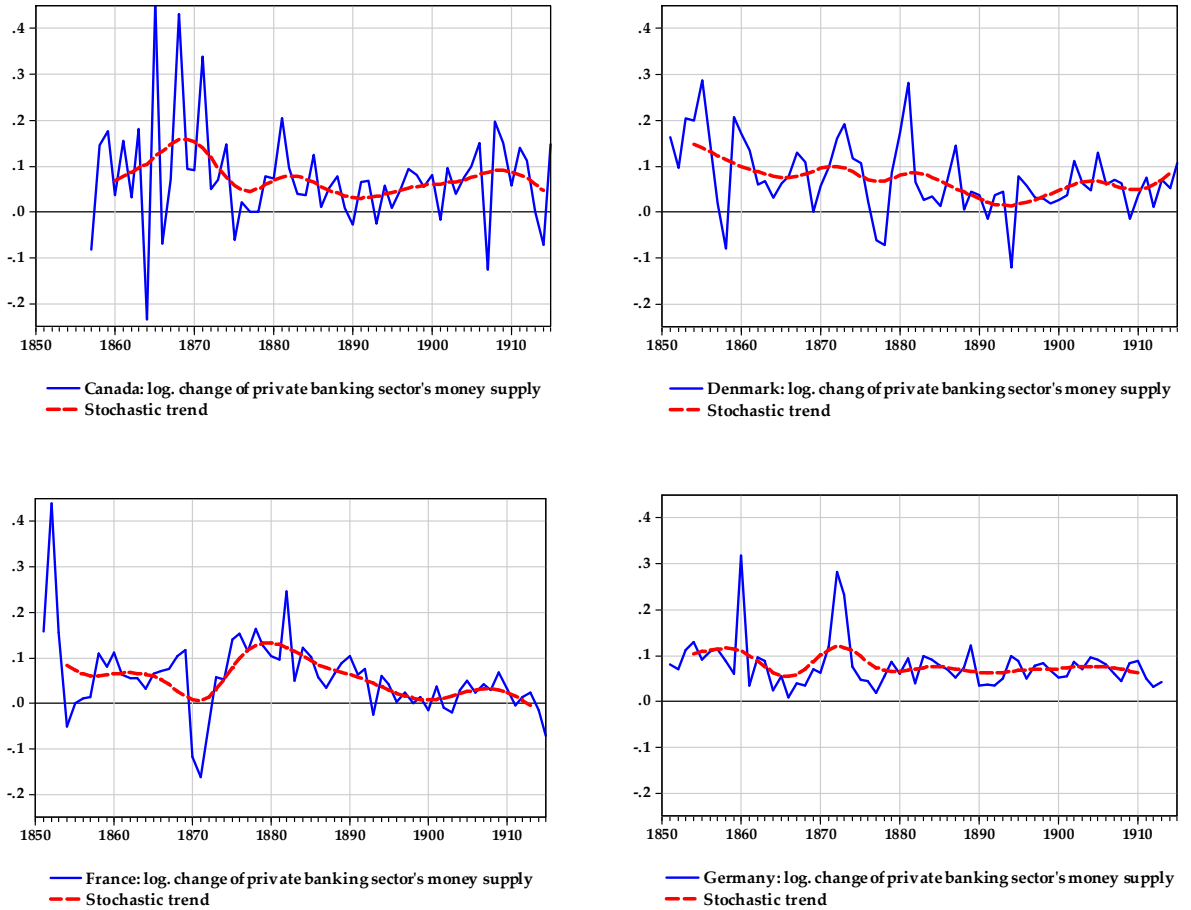 .4
.3
.2
.1
.0
-.1
-.2
1850 1860 1870 1880 1890 1900 1910
Canada: log. change of private banking sector's money supply
Stochastic trend
.4
.3
.2
.1
.0
-.1
-.2
1850 1860 1870 1880 1890 1900 1910
Denmark: log. chang of private banking sector's money supply
Stochastic trend
.4
.3
.2
.1
.0
-.1
-.2
1850 1860 1870 1880 1890 1900 1910
France: log. change of private banking sector's money supply
Stochastic trend
.4
.3
.2
.1
.0
-.1
-.2
1850 1860 1870 1880 1890 1900 1910
Germany: log. change of private banking sector's money supply
Stochastic trend